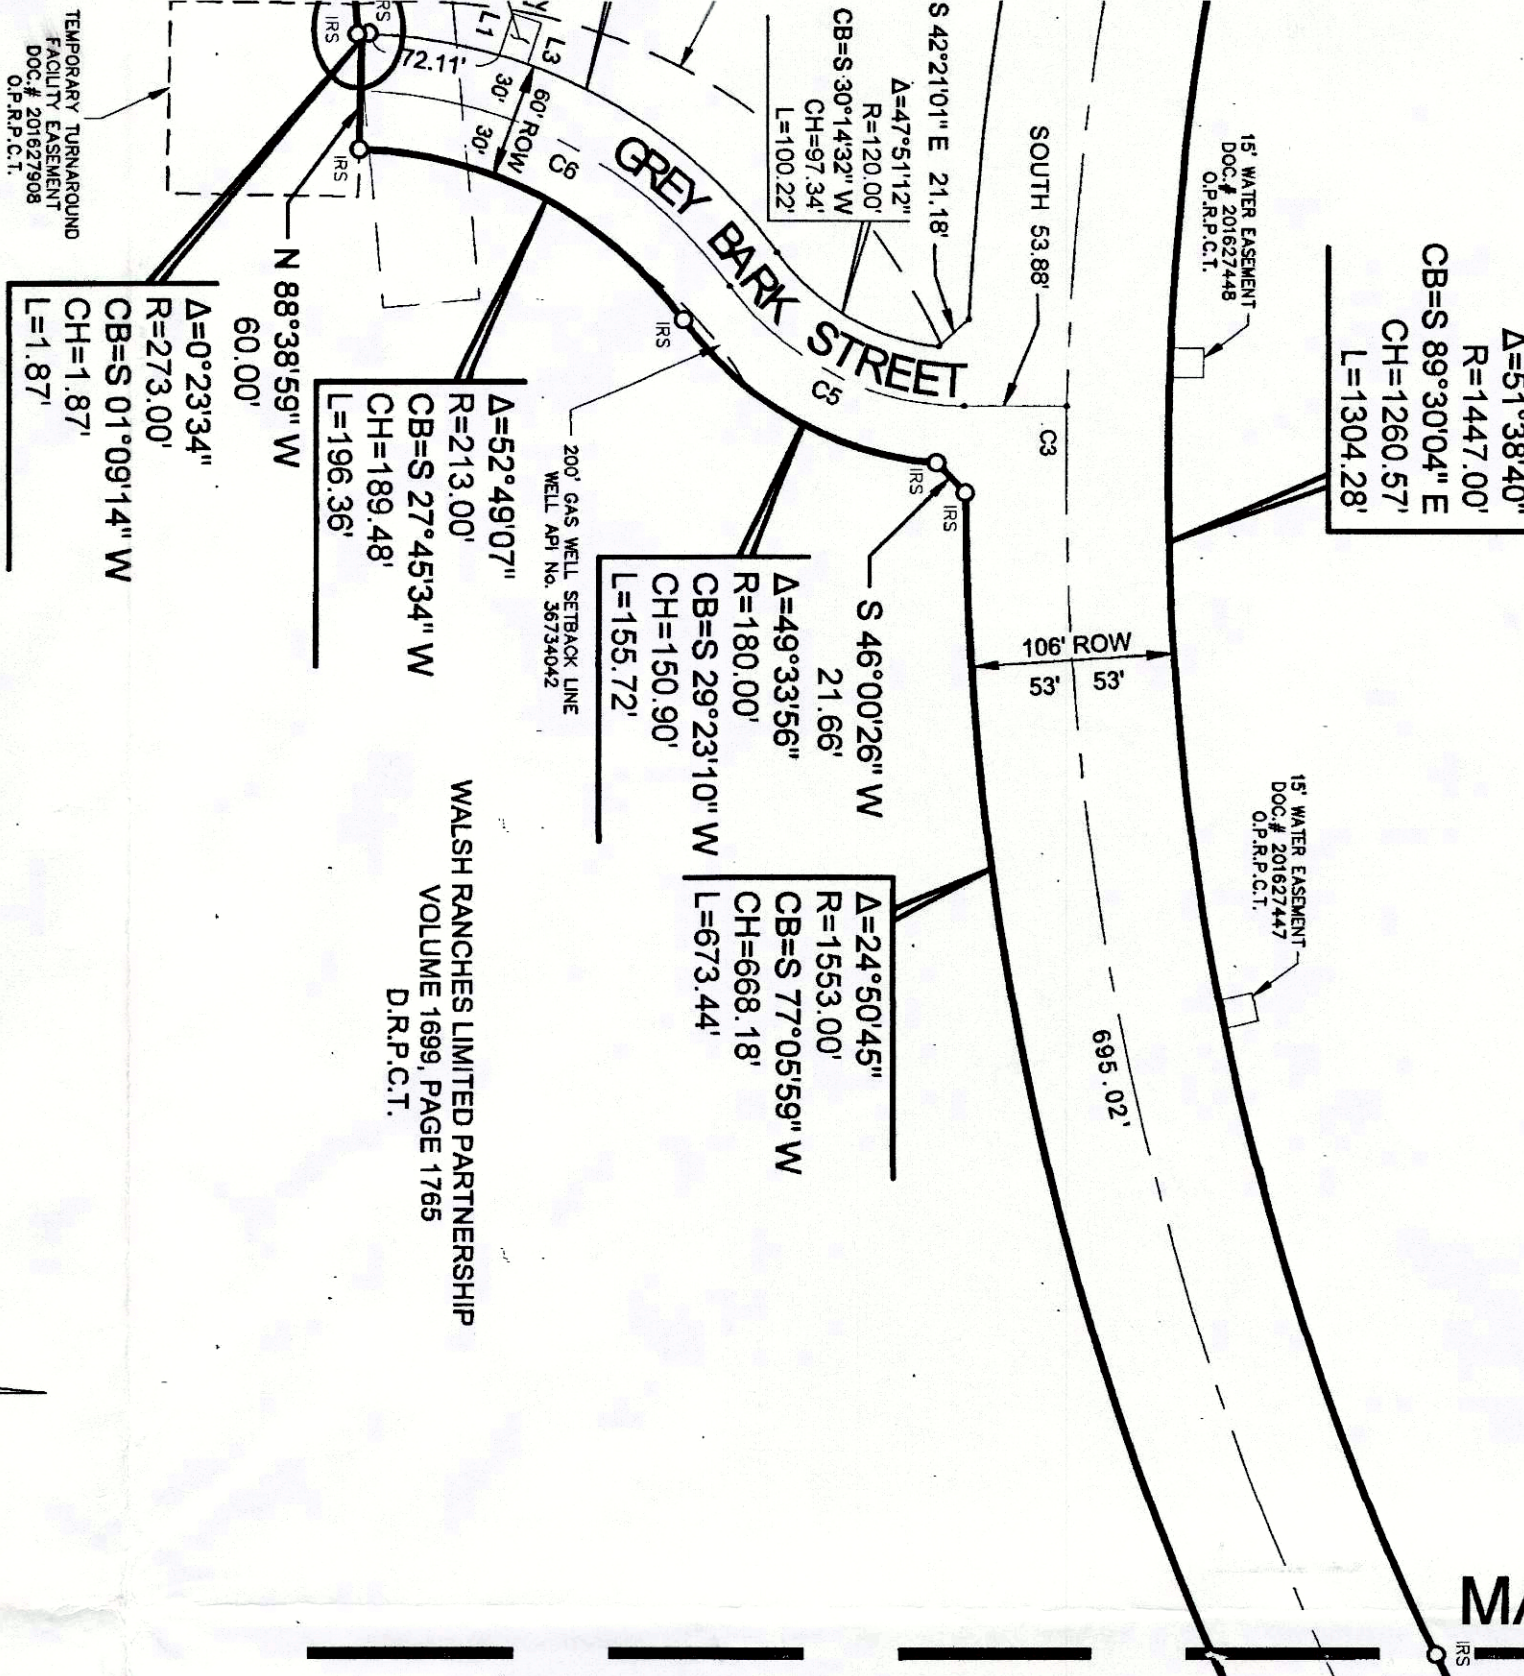 Δ=51°38'40"
R=1447.00'
CB=S 89°30'04" E
CH=1260.57'
L=1304.28'
15' WATER EASEMENT
DOC.# 201627448
O.P.R.P.C.T.
15' WATER EASEMENT
DOC.# 201627447
O.P.R.P.C.T.
MA
IRS
SOUTH 53.88'
C3
106' ROW
53'
53'
695.02'
S 42°21'01" E 21.18'
Δ=47°51'12"
R=120.00'
CB=S 30°14'32" W
CH=97.34'
L=100.22'
GREY BARK STREET
C5
C6
60' ROW
30'
30'
L3
L1
72.11'
IRS
IRS
IRS
IRS
IRS
IRS
S 46°00'26" W
21.66'
Δ=24°50'45"
R=1553.00'
CB=S 77°05'59" W
CH=668.18'
L=673.44'
Δ=49°33'56"
R=180.00'
CB=S 29°23'10" W
CH=150.90'
L=155.72'
200' GAS WELL SETBACK LINE
WELL API No. 36734042
Δ=52°49'07"
R=213.00'
CB=S 27°45'34" W
CH=189.48'
L=196.36'
WALSH RANCHES LIMITED PARTNERSHIP
VOLUME 1699, PAGE 1765
D.R.P.C.T.
N 88°38'59" W
60.00'
Δ=0°23'34"
R=273.00'
CB=S 01°09'14" W
CH=1.87'
L=1.87'
TEMPORARY TURNAROUND
FACILITY EASEMENT
DOC.# 201627908
O.P.R.P.C.T.